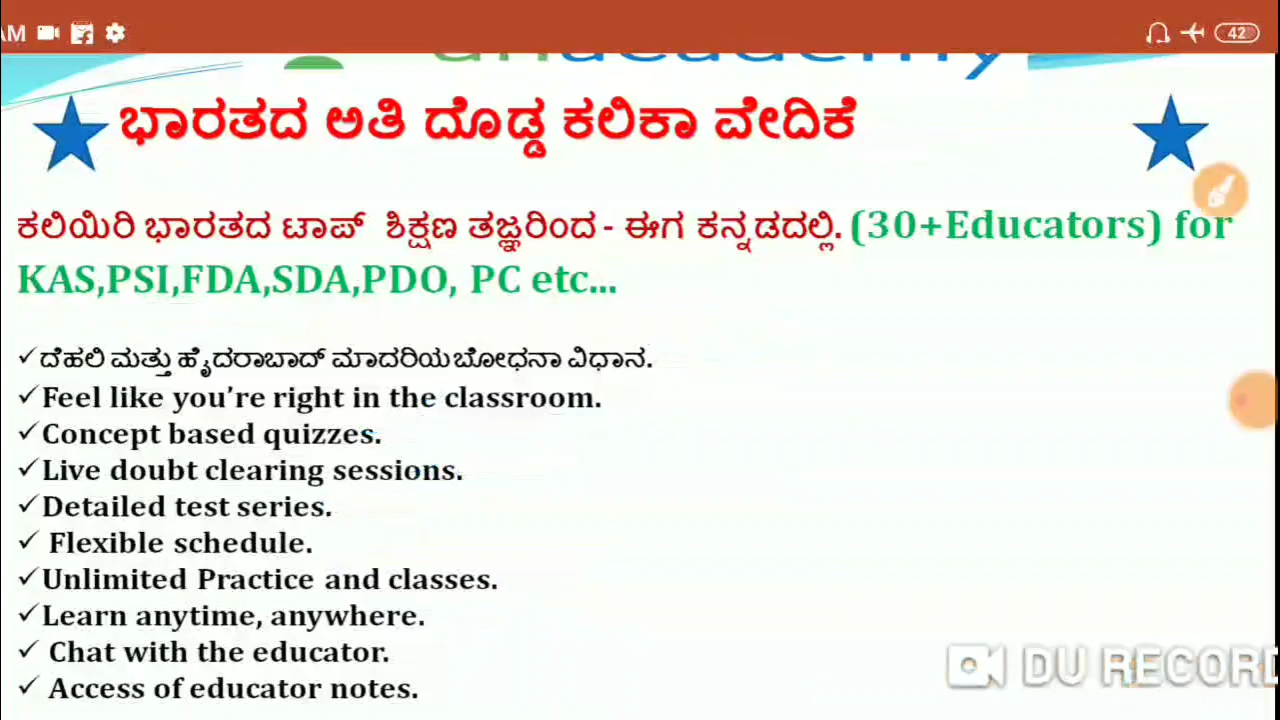 AM
42
unacademy
ಭಾರತದ ಅತಿ ದೊಡ್ಡ ಕಲಿಕಾ ವೇದಿಕೆ
ಕಲಿಯಿರಿ ಭಾರತದ ಟಾಪ್ ಶಿಕ್ಷಣ ತಜ್ಞರಿಂದ - ಈಗ ಕನ್ನಡದಲ್ಲಿ. (30+Educators) for
KAS,PSI,FDA,SDA,PDO, PC etc...
✓ದೆಹಲಿ ಮತ್ತು ಹೈದರಾಬಾದ್ ಮಾದರಿಯ ಬೋಧನಾ ವಿಧಾನ.
✓Feel like you're right in the classroom.
✓Concept based quizzes.
✓Live doubt clearing sessions.
✓Detailed test series.
✓ Flexible schedule.
✓Unlimited Practice and classes.
✓Learn anytime, anywhere.
✓ Chat with the educator.
✓ Access of educator notes.
DU RECORD